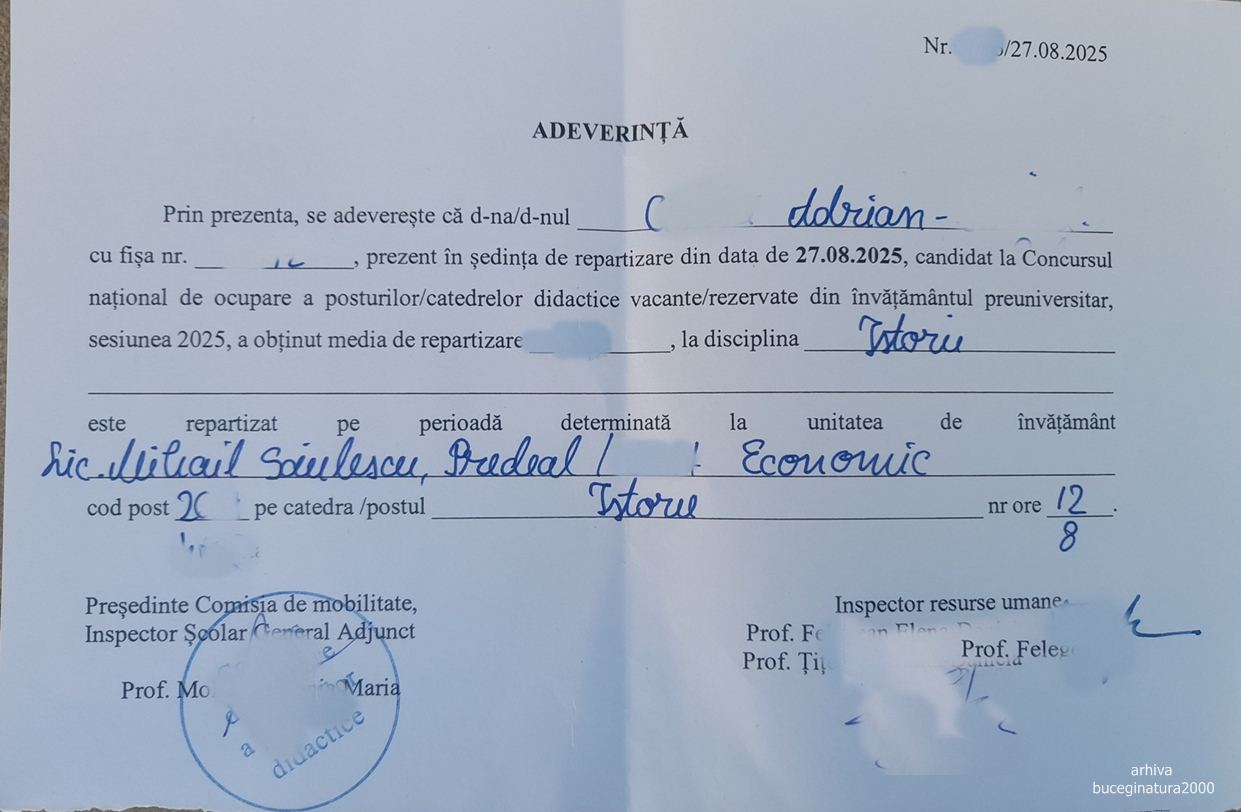 Nr. /27.08.2025
ADEVERINȚĂ
Prin prezenta, se adeverește că d-na/d-nul Adrian-
cu fișa nr. , prezent în ședința de repartizare din data de 27.08.2025, candidat la Concursul
național de ocupare a posturilor/catedrelor didactice vacante/rezervate din învățământul preuniversitar,
sesiunea 2025, a obținut media de repartizare , la disciplina Istorie
este repartizat pe perioadă determinată la unitatea de învățământ
Lic. Mihail Săulescu, Predeal / Economic
cod post pe catedra /postul Istorie nr ore 12
8
Președinte Comisia de mobilitate,
Inspector resurse umane
Inspector Școlar General Adjunct
Prof.
Prof. Maria
Prof.
Prof.
a didactice
arhiva
buceginatura2000